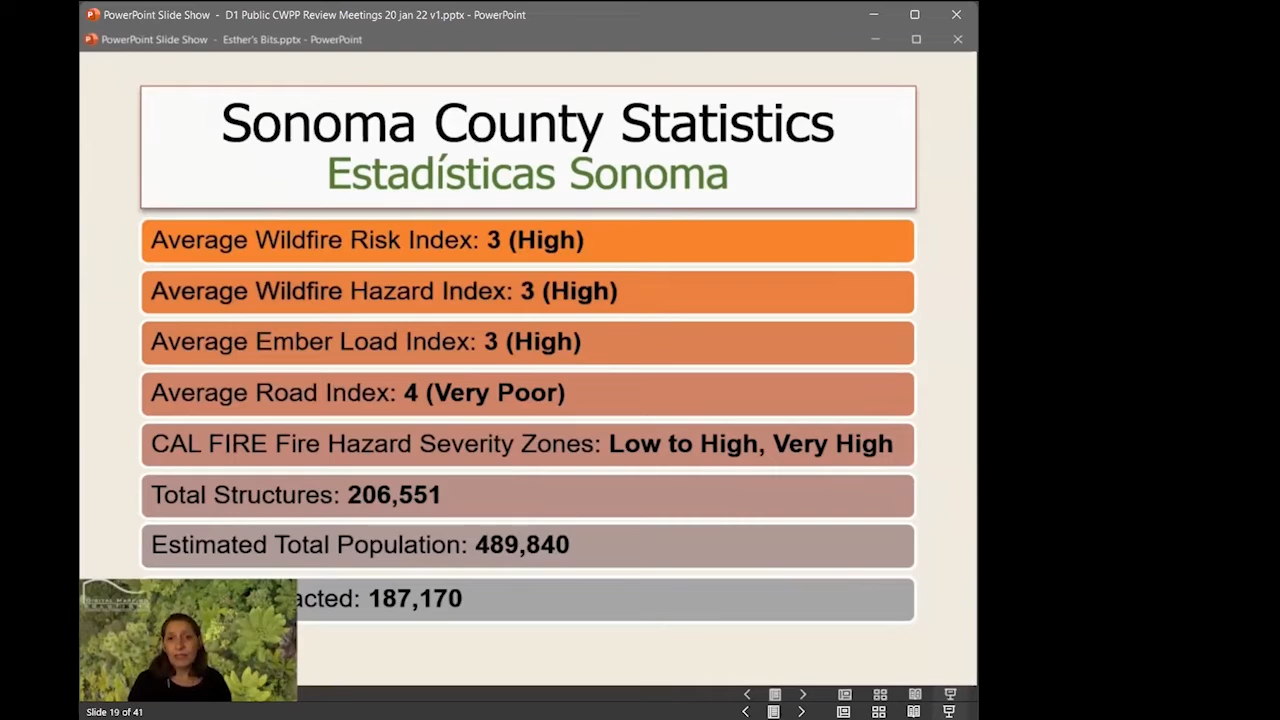 PowerPoint Slide Show - D1 Public CWPP Review Meetings 20 jan 22 v1.pptx - PowerPoint
PowerPoint Slide Show - Esther's Bits.pptx - PowerPoint
Sonoma County Statistics
Estadísticas Sonoma
Average Wildfire Risk Index: 3 (High)
Average Wildfire Hazard Index: 3 (High)
Average Ember Load Index: 3 (High)
Average Road Index: 4 (Very Poor)
CAL FIRE Fire Hazard Severity Zones: Low to High, Very High
Total Structures: 206,551
Estimated Total Population: 489,840
acted: 187,170
Slide 19 of 41